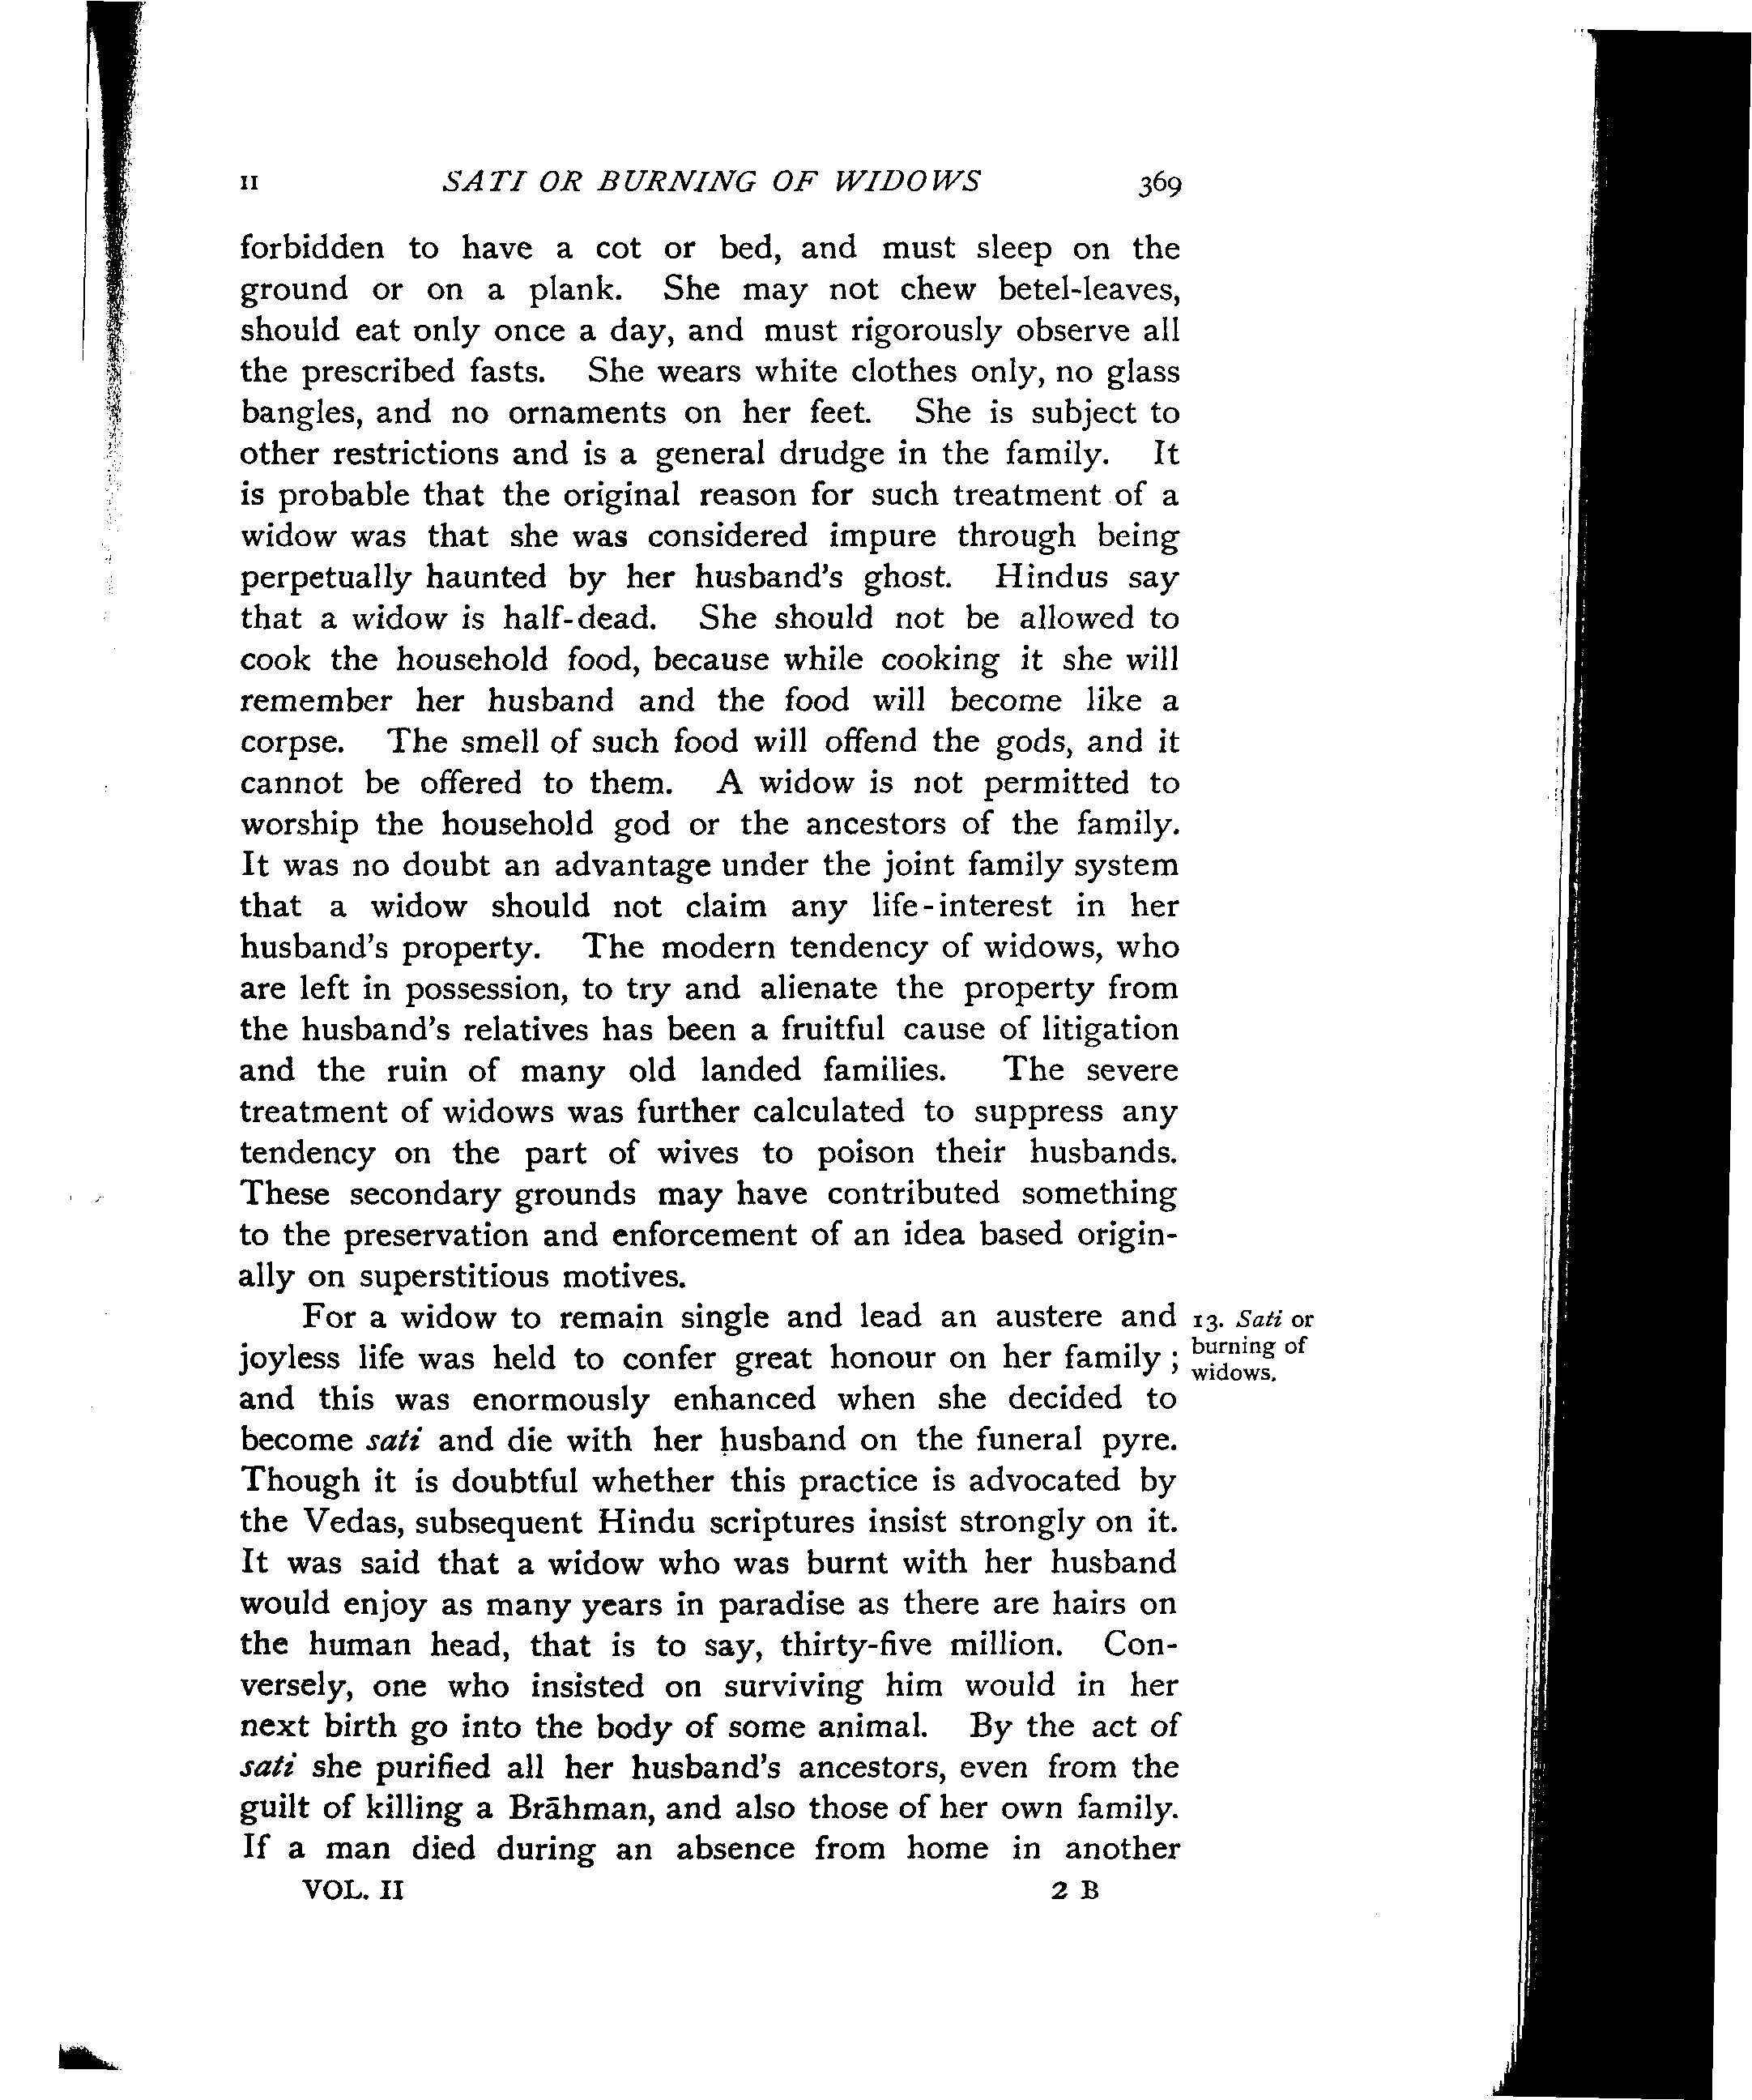 II SATI OR BURNING OF WIDOWS 369
forbidden to have a cot or bed, and must sleep on the
ground or on a plank. She may not chew betel-leaves,
should eat only once a day, and must rigorously observe all
the prescribed fasts. She wears white clothes only, no glass
bangles, and no ornaments on her feet. She is subject to
other restrictions and is a general drudge in the family. It
is probable that the original reason for such treatment of a
widow was that she was considered impure through being
perpetually haunted by her husband's ghost. Hindus say
that a widow is half-dead. She should not be allowed to
cook the household food, because while cooking it she will
remember her husband and the food will become like a
corpse. The smell of such food will offend the gods, and it
cannot be offered to them. A widow is not permitted to
worship the household god or the ancestors of the family.
It was no doubt an advantage under the joint family system
that a widow should not claim any life-interest in her
husband's property. The modern tendency of widows, who
are left in possession, to try and alienate the property from
the husband's relatives has been a fruitful cause of litigation
and the ruin of many old landed families. The severe
treatment of widows was further calculated to suppress any
tendency on the part of wives to poison their husbands.
These secondary grounds may have contributed something
to the preservation and enforcement of an idea based origin-
ally on superstitious motives.
For a widow to remain single and lead an austere and
joyless life was held to confer great honour on her family ;
and this was enormously enhanced when she decided to
become sati and die with her husband on the funeral pyre.
Though it is doubtful whether this practice is advocated by
the Vedas, subsequent Hindu scriptures insist strongly on it.
It was said that a widow who was burnt with her husband
would enjoy as many years in paradise as there are hairs on
the human head, that is to say, thirty-five million. Con-
versely, one who insisted on surviving him would in her
next birth go into the body of some animal. By the act of
sati she purified all her husband's ancestors, even from the
guilt of killing a Brāhman, and also those of her own family.
If a man died during an absence from home in another
13. Sati or
burning of
widows.
VOL. II 2 B